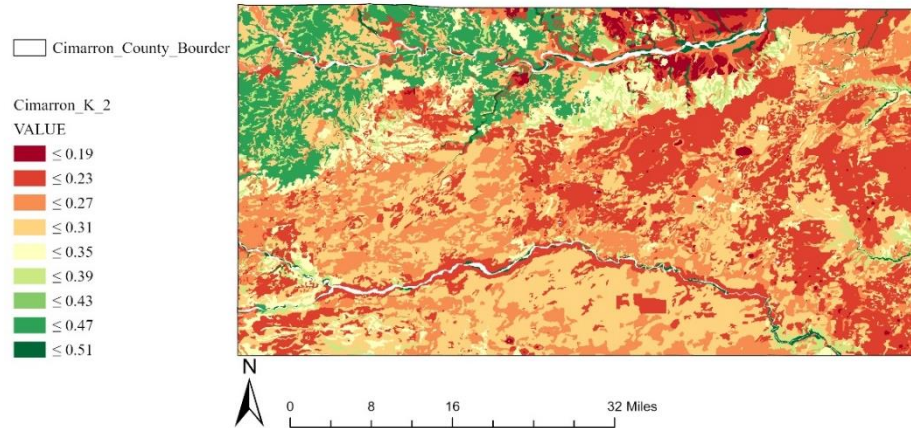 Cimarron_County_Bourder
Cimarron_K_2
VALUE
≤ 0.19
≤ 0.23
≤ 0.27
≤ 0.31
≤ 0.35
≤ 0.39
≤ 0.43
≤ 0.47
≤ 0.51
N
0 8 16 32 Miles